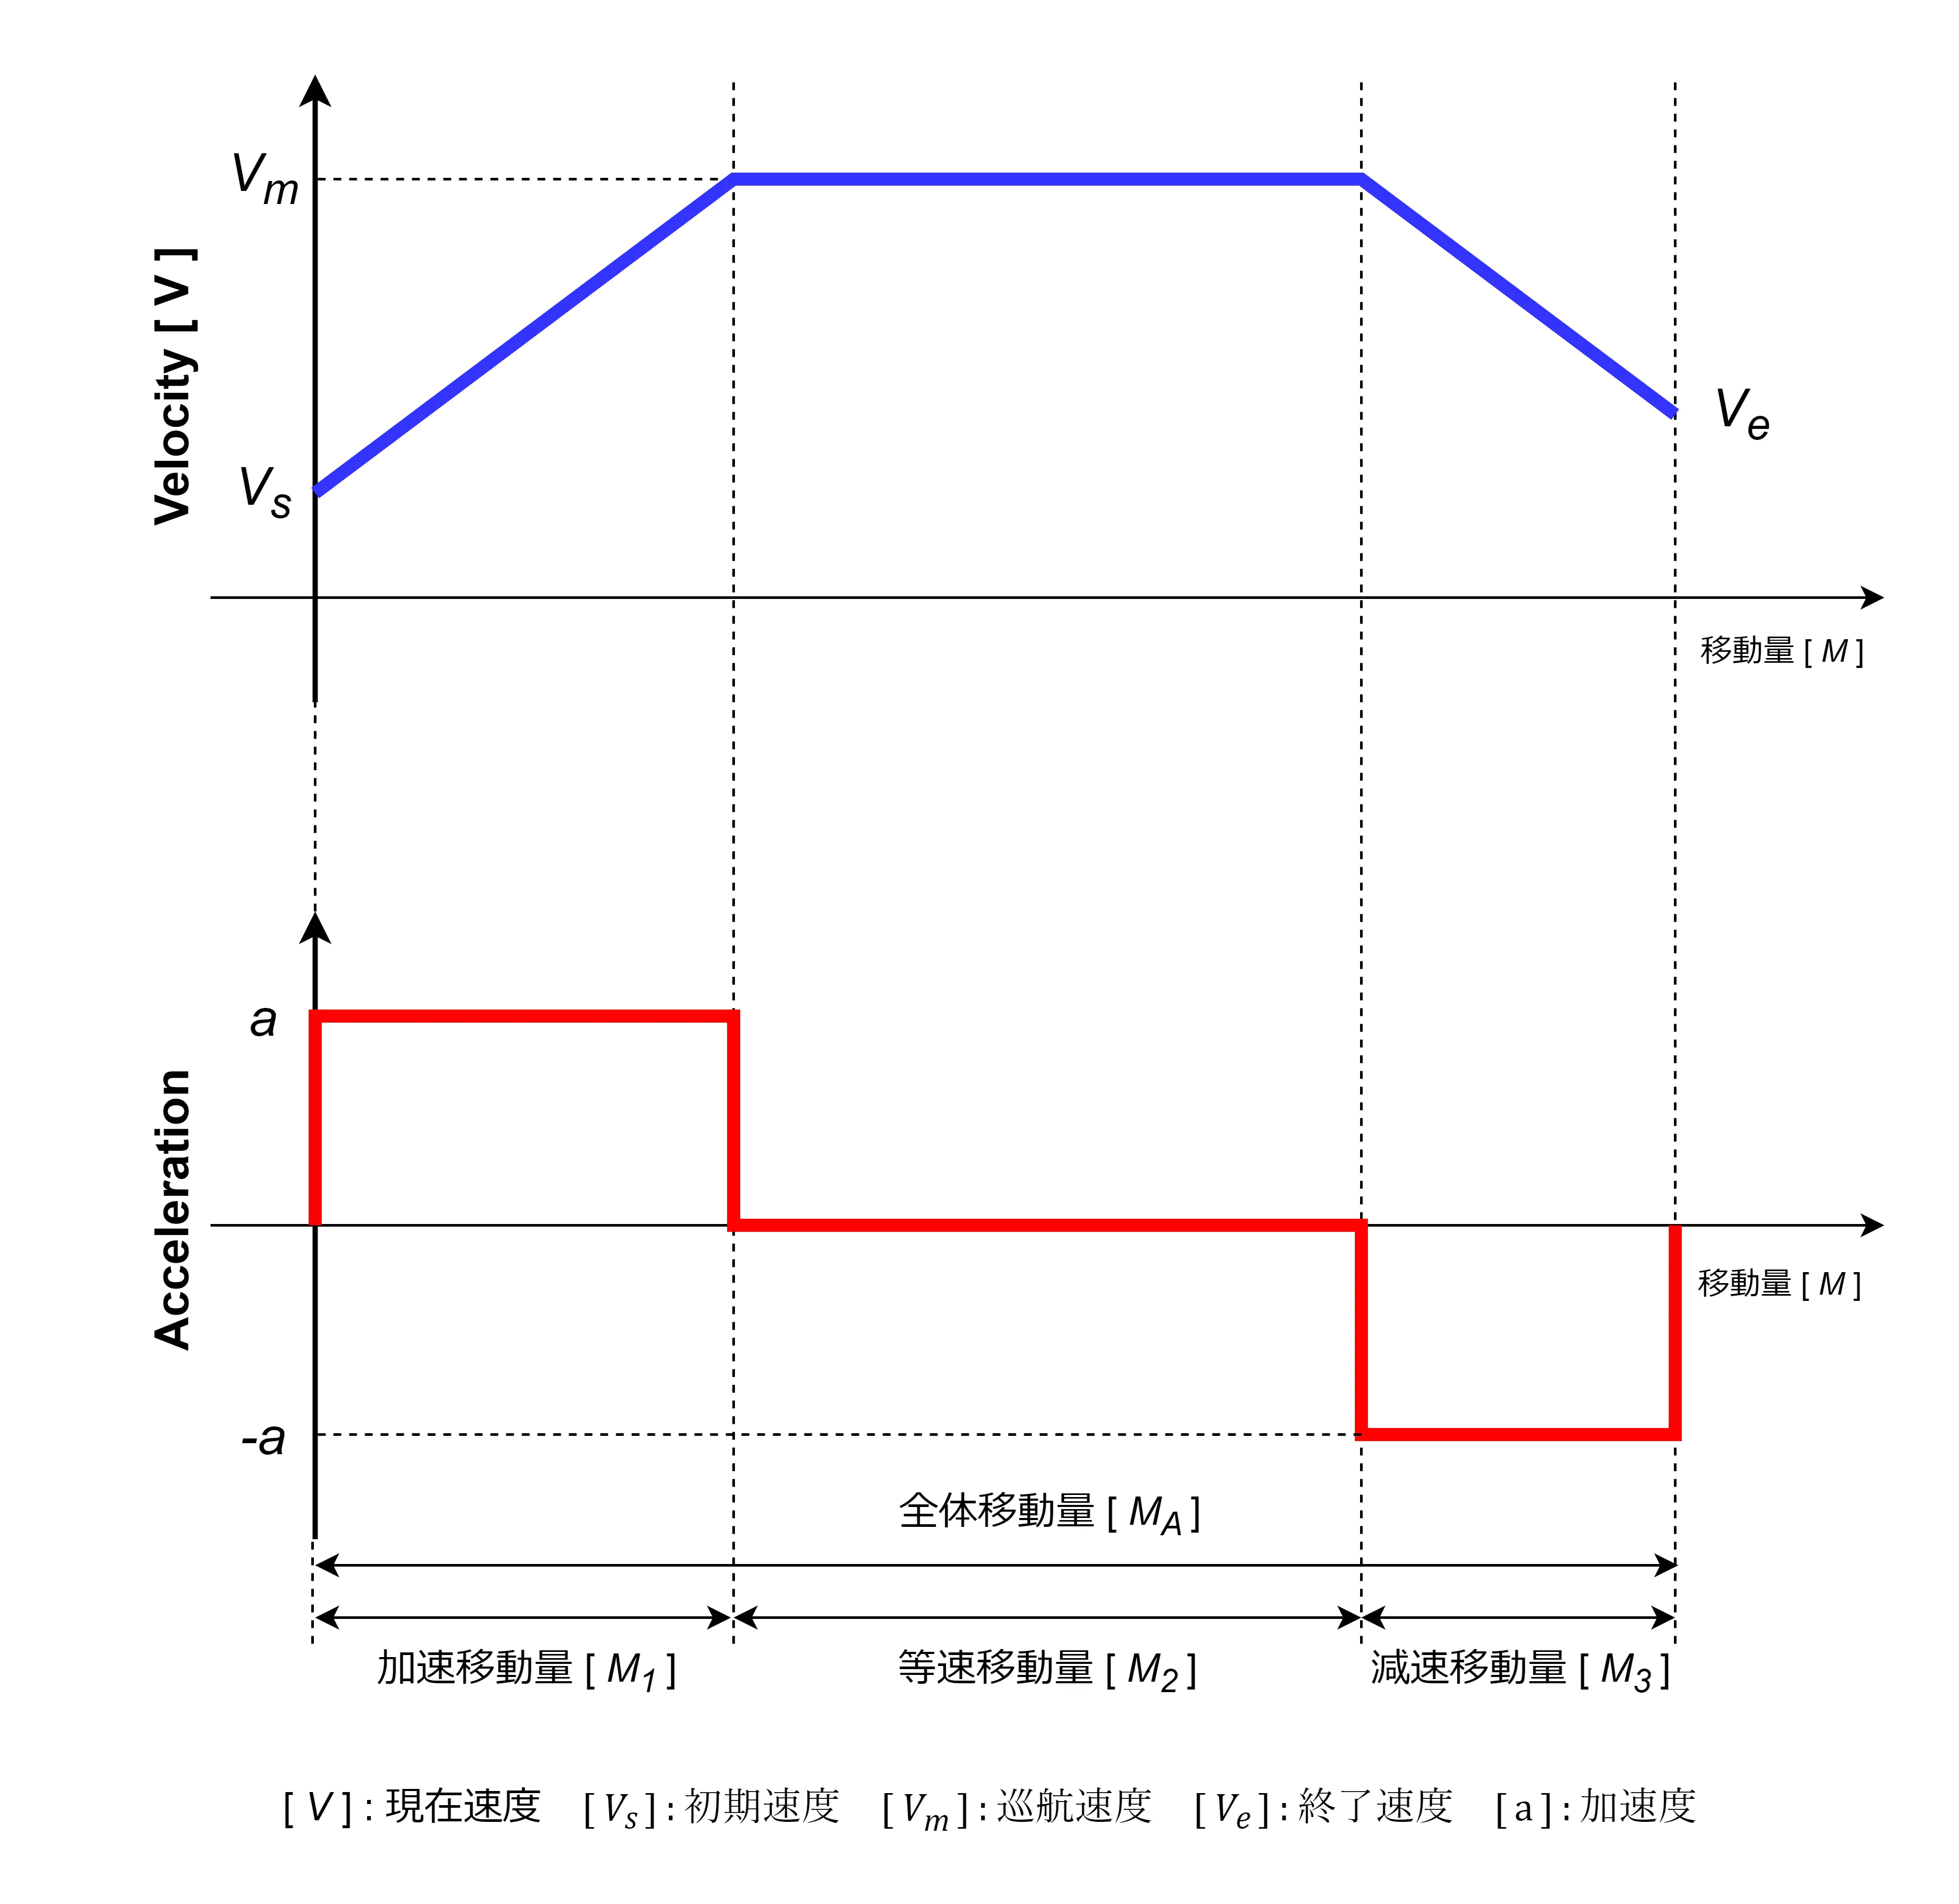 Velocity [ V ]
Vm
Vs
Ve
移動量 [ M ]
Acceleration
a
-a
移動量 [ M ]
全体移動量 [ MA ]
加速移動量 [ M1 ]
等速移動量 [ M2 ]
減速移動量 [ M3 ]
[ V ] : 現在速度 [ Vs ] : 初期速度 [ Vm ] : 巡航速度 [ Ve ] : 終了速度 [ a ] : 加速度